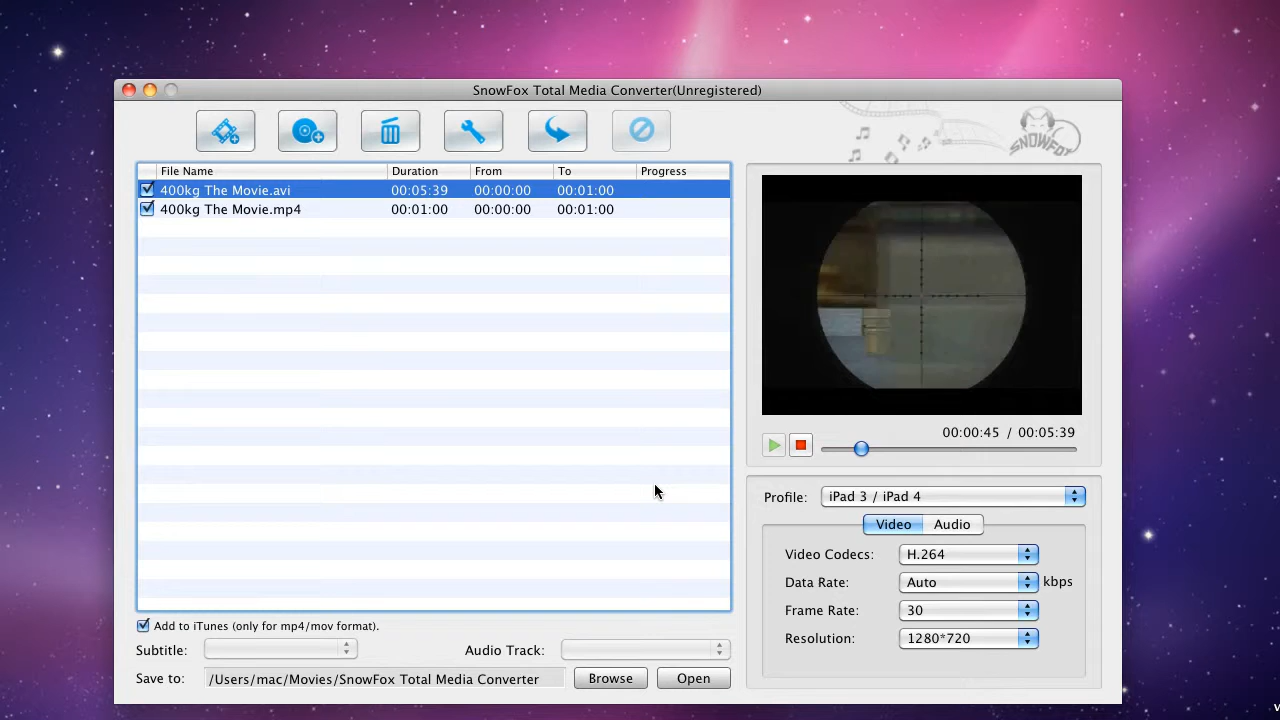 SnowFox Total Media Converter(Unregistered)
SNOWFOX
File Name Duration From To Progress
400kg The Movie.avi 00:05:39 00:00:00 00:01:00
400kg The Movie.mp4 00:01:00 00:00:00 00:01:00
00:00:45 / 00:05:39
Profile: iPad 3 / iPad 4
Video Audio
Video Codecs: H.264
Data Rate: Auto kbps
Frame Rate: 30
Resolution: 1280*720
Add to iTunes (only for mp4/mov format).
Subtitle: Audio Track:
Save to: /Users/mac/Movies/SnowFox Total Media Converter Browse Open